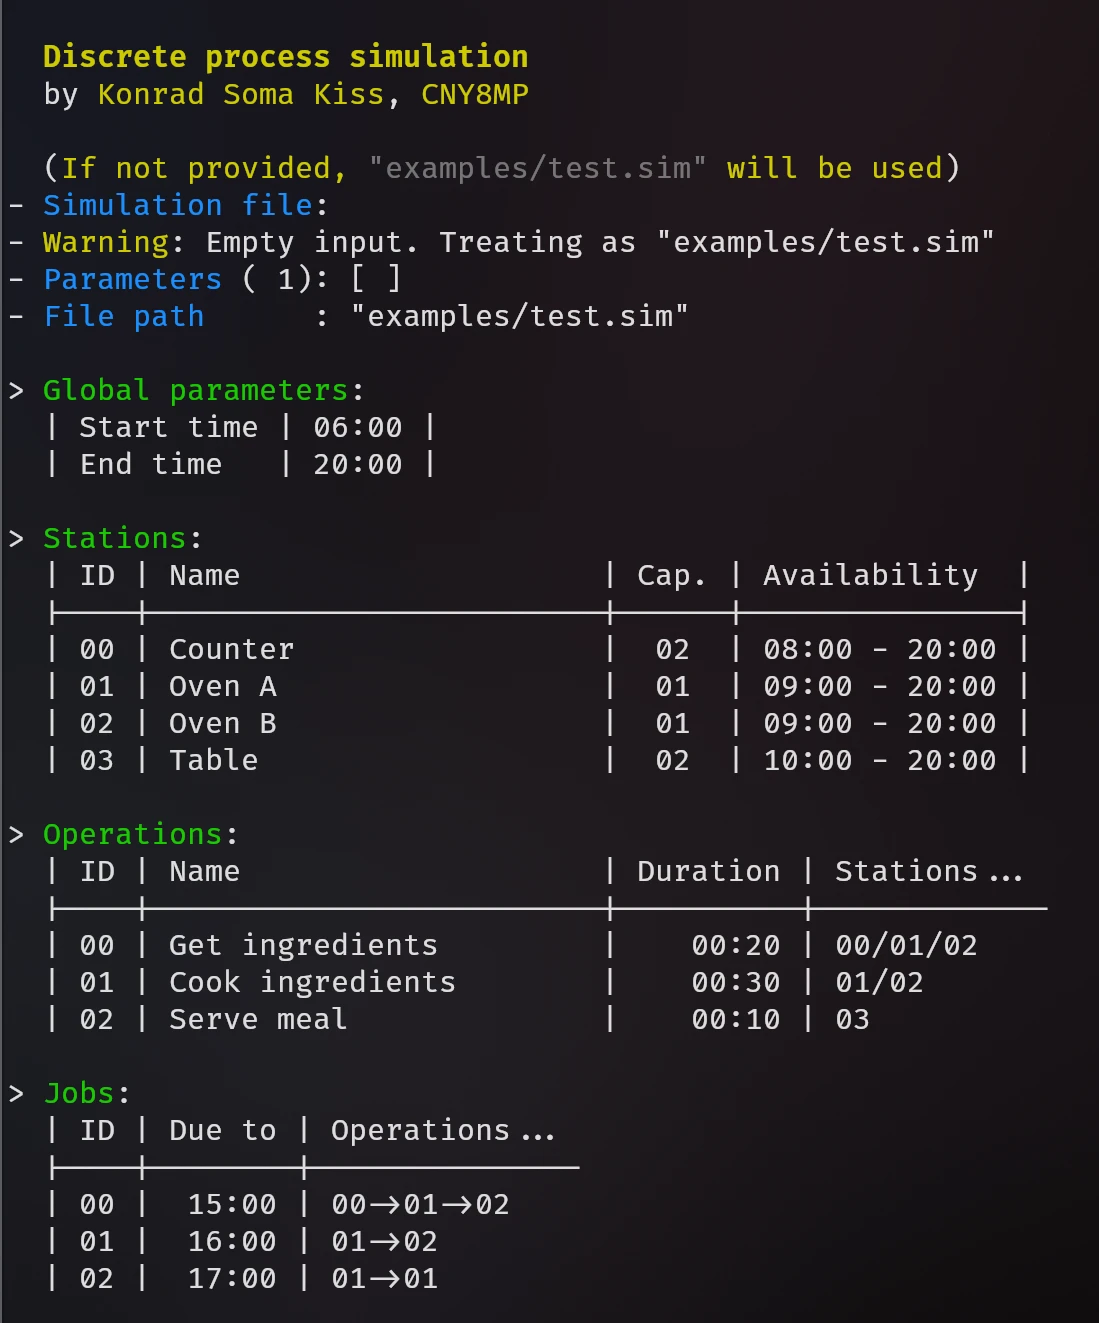 Discrete process simulation
by Konrad Soma Kiss, CNY8MP
(If not provided, "examples/test.sim" will be used)
- Simulation file:
- Warning: Empty input. Treating as "examples/test.sim"
- Parameters ( 1): [ ]
- File path      : "examples/test.sim"
> Global parameters:
| Start time | 06:00 |
| End time   | 20:00 |
> Stations:
| ID | Name                         | Cap. | Availability  |
| 00 | Counter                      |  02  | 08:00 - 20:00 |
| 01 | Oven A                       |  01  | 09:00 - 20:00 |
| 02 | Oven B                       |  01  | 09:00 - 20:00 |
| 03 | Table                        |  02  | 10:00 - 20:00 |
> Operations:
| ID | Name                         | Duration | Stations...
| 00 | Get ingredients              |    00:20 | 00/01/02
| 01 | Cook ingredients             |    00:30 | 01/02
| 02 | Serve meal                   |    00:10 | 03
> Jobs:
| ID | Due to | Operations...
| 00 |  15:00 | 00->01->02
| 01 |  16:00 | 01->02
| 02 |  17:00 | 01->01